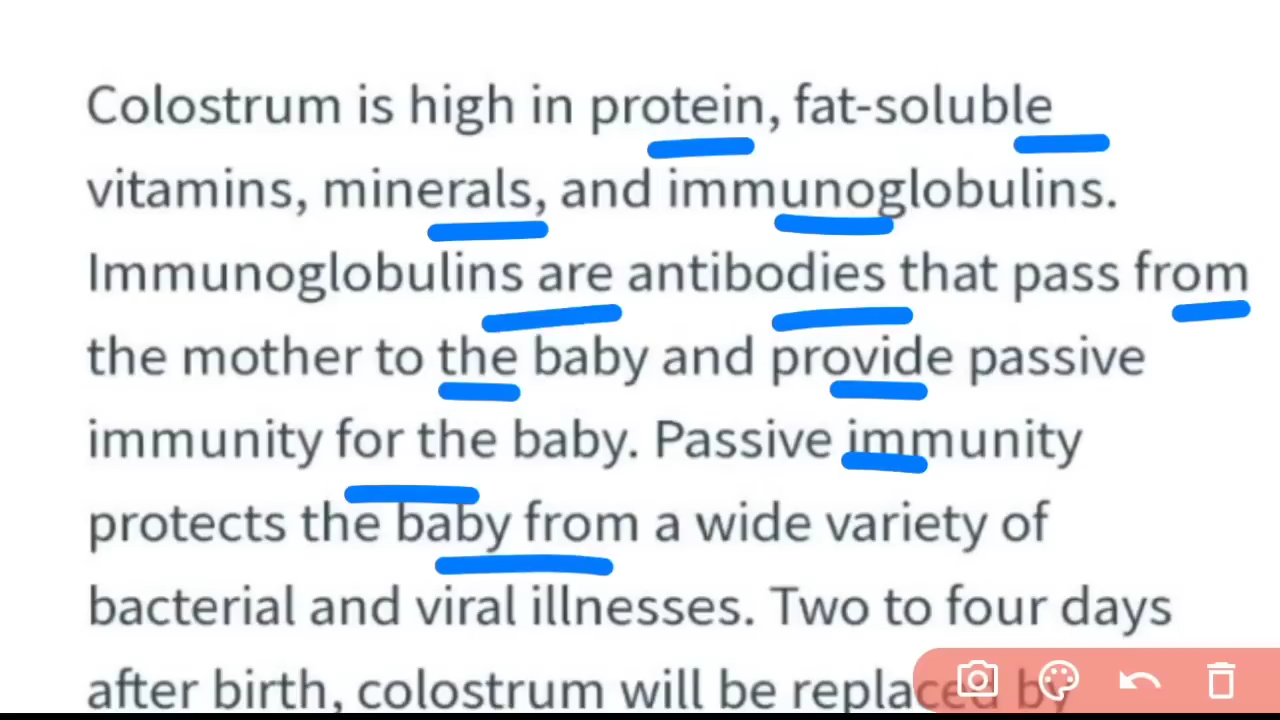 Colostrum is high in protein, fat-soluble
vitamins, minerals, and immunoglobulins.
Immunoglobulins are antibodies that pass from
the mother to the baby and provide passive
immunity for the baby. Passive immunity
protects the baby from a wide variety of
bacterial and viral illnesses. Two to four days
after birth, colostrum will be replaced by